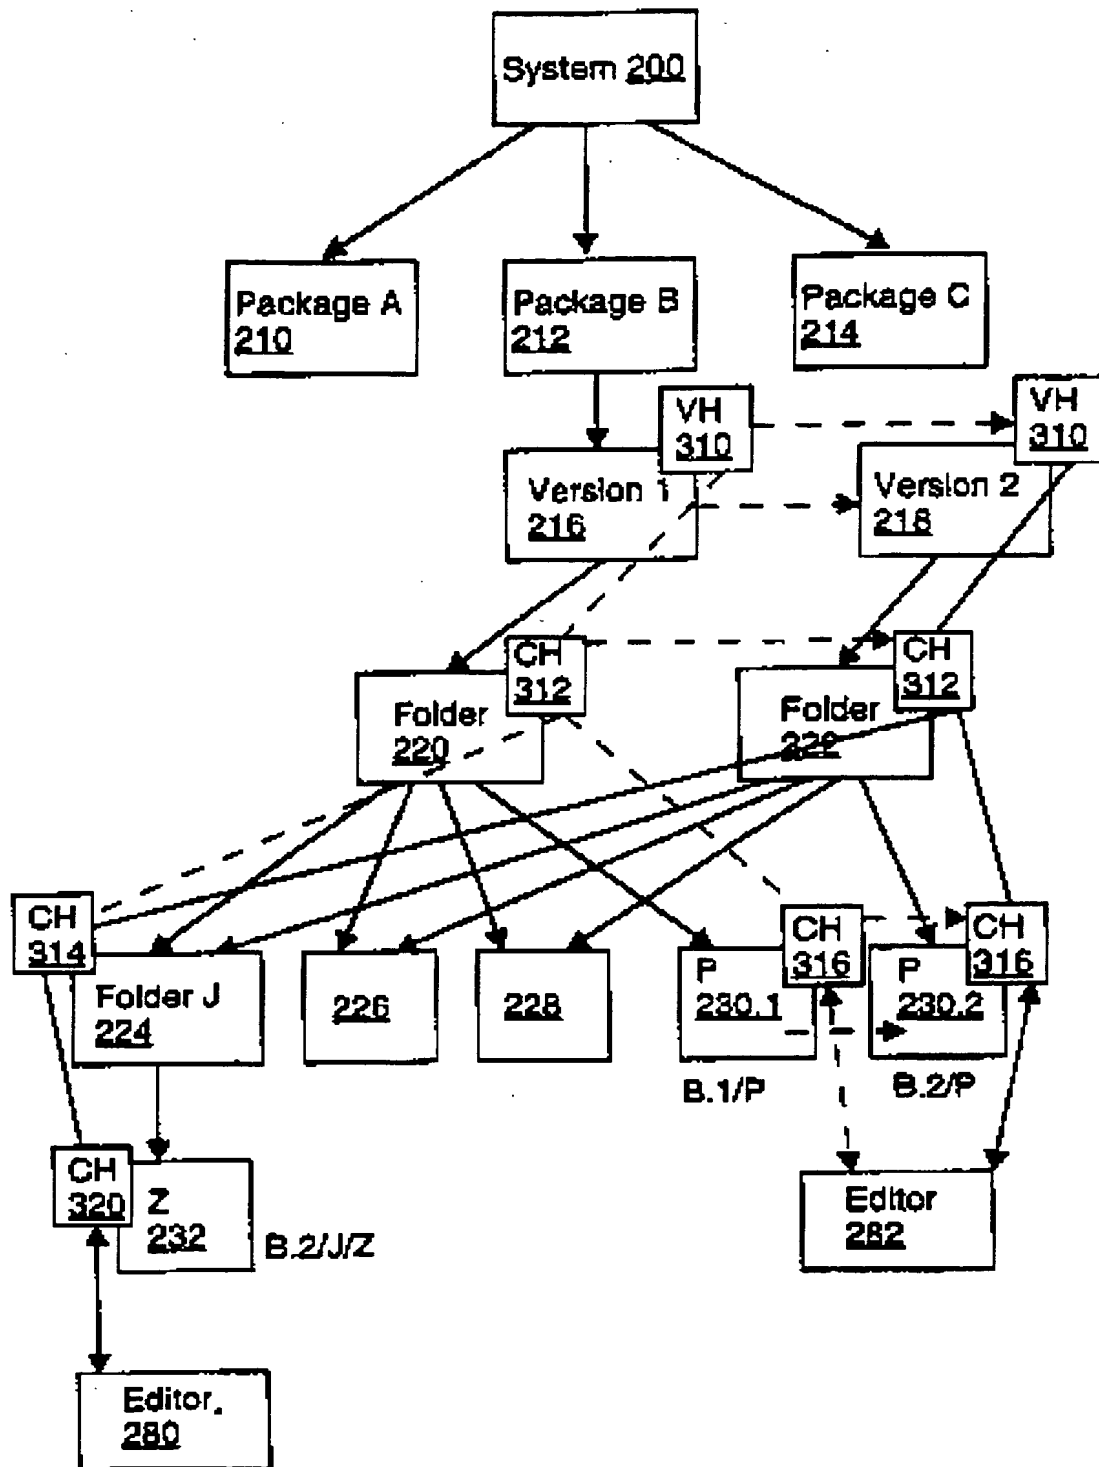 System 200
Package A
210
Package B
212
Package C
214
VH
310
VH
310
Version 1
216
Version 2
218
CH
312
CH
312
Folder
220
Folder
222
CH
314
Folder J
224
226
228
P
230.1
CH
316
P
230.2
CH
316
B.1/P
B.2/P
CH
320
Z
232
B.2/J/Z
Editor
282
Editor.
280